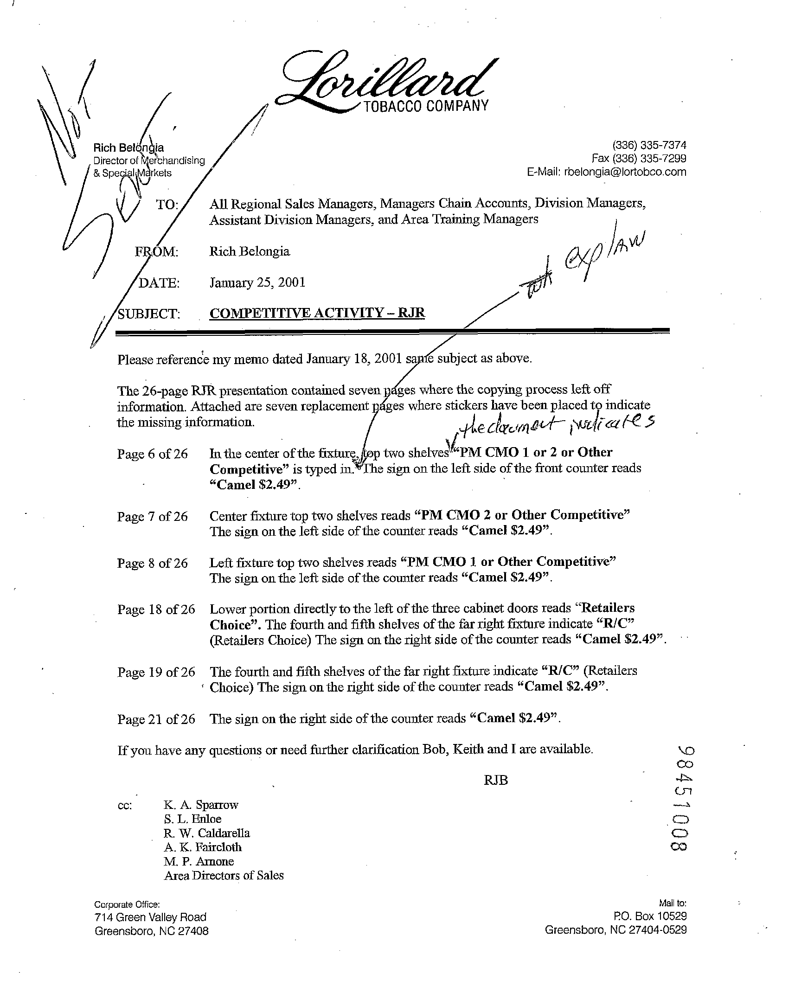 Lorillard
TOBACCO COMPANY
Not
Sent
Rich Belongia
Director of Merchandising
& Special Markets
(336) 335-7374
Fax (336) 335-7299
E-Mail: rbelongia@lortobco.com
TO: All Regional Sales Managers, Managers Chain Accounts, Division Managers,
Assistant Division Managers, and Area Training Managers
FROM: Rich Belongia
DATE: January 25, 2001
SUBJECT: COMPETITIVE ACTIVITY – RJR
explain
Please reference my memo dated January 18, 2001 same subject as above.
The 26-page RJR presentation contained seven pages where the copying process left off
information. Attached are seven replacement pages where stickers have been placed to indicate
the missing information.
the document indicates
Page 6 of 26 In the center of the fixture, top two shelves “PM CMO 1 or 2 or Other
Competitive” is typed in. The sign on the left side of the front counter reads
“Camel $2.49”.
Page 7 of 26 Center fixture top two shelves reads “PM CMO 2 or Other Competitive”
The sign on the left side of the counter reads “Camel $2.49”.
Page 8 of 26 Left fixture top two shelves reads “PM CMO 1 or Other Competitive”
The sign on the left side of the counter reads “Camel $2.49”.
Page 18 of 26 Lower portion directly to the left of the three cabinet doors reads “Retailers
Choice”. The fourth and fifth shelves of the far right fixture indicate “R/C”
(Retailers Choice) The sign on the right side of the counter reads “Camel $2.49”.
Page 19 of 26 The fourth and fifth shelves of the far right fixture indicate “R/C” (Retailers
Choice) The sign on the right side of the counter reads “Camel $2.49”.
Page 21 of 26 The sign on the right side of the counter reads “Camel $2.49”.
If you have any questions or need further clarification Bob, Keith and I are available.
RJB
98451008
cc: K. A. Sparrow
S. L. Enloe
R. W. Caldarella
A. K. Faircloth
M. P. Arnone
Area Directors of Sales
Corporate Office:
714 Green Valley Road
Greensboro, NC 27408
Mail to:
P.O. Box 10529
Greensboro, NC 27404-0529